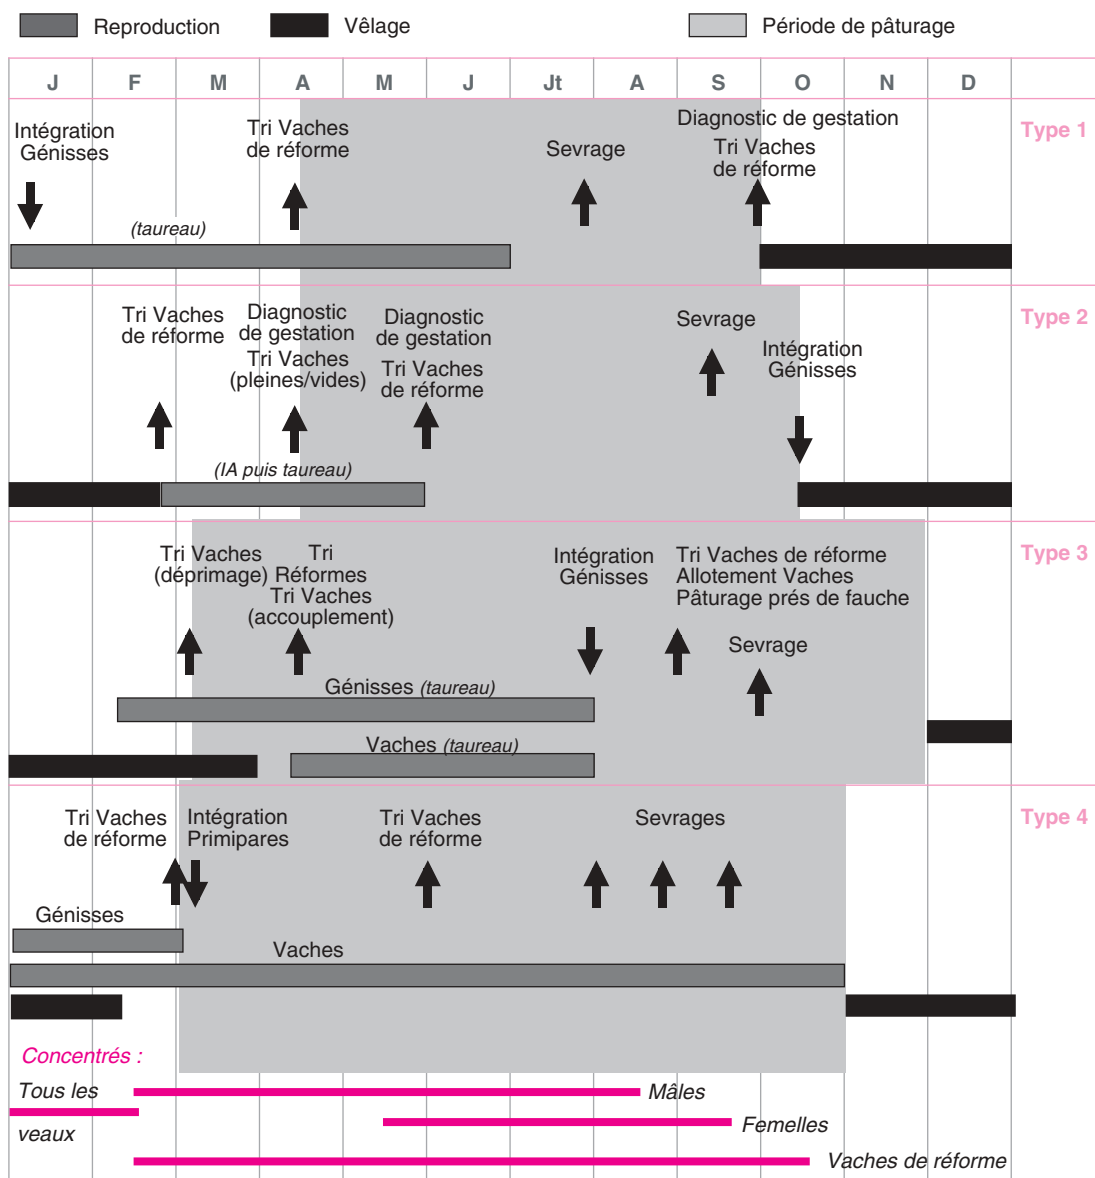 Reproduction Vêlage Période de pâturage
J F M A M J Jt A S O N D
Type 1
Intégration
Génisses
Tri Vaches
de réforme
Sevrage
Diagnostic de gestation
Tri Vaches
de réforme
(taureau)
Type 2
Tri Vaches
de réforme
Diagnostic
de gestation
Tri Vaches
(pleines/vides)
Diagnostic
de gestation
Tri Vaches
de réforme
Sevrage
Intégration
Génisses
(IA puis taureau)
Type 3
Tri Vaches
(déprimage)
Tri
Réformes
Tri Vaches
(accouplement)
Intégration
Génisses
Tri Vaches de réforme
Allotement Vaches
Pâturage prés de fauche
Sevrage
Génisses (taureau)
Vaches (taureau)
Type 4
Tri Vaches
de réforme
Intégration
Primipares
Tri Vaches
de réforme
Sevrages
Génisses
Vaches
Concentrés :
Tous les
veaux
Mâles
Femelles
Vaches de réforme